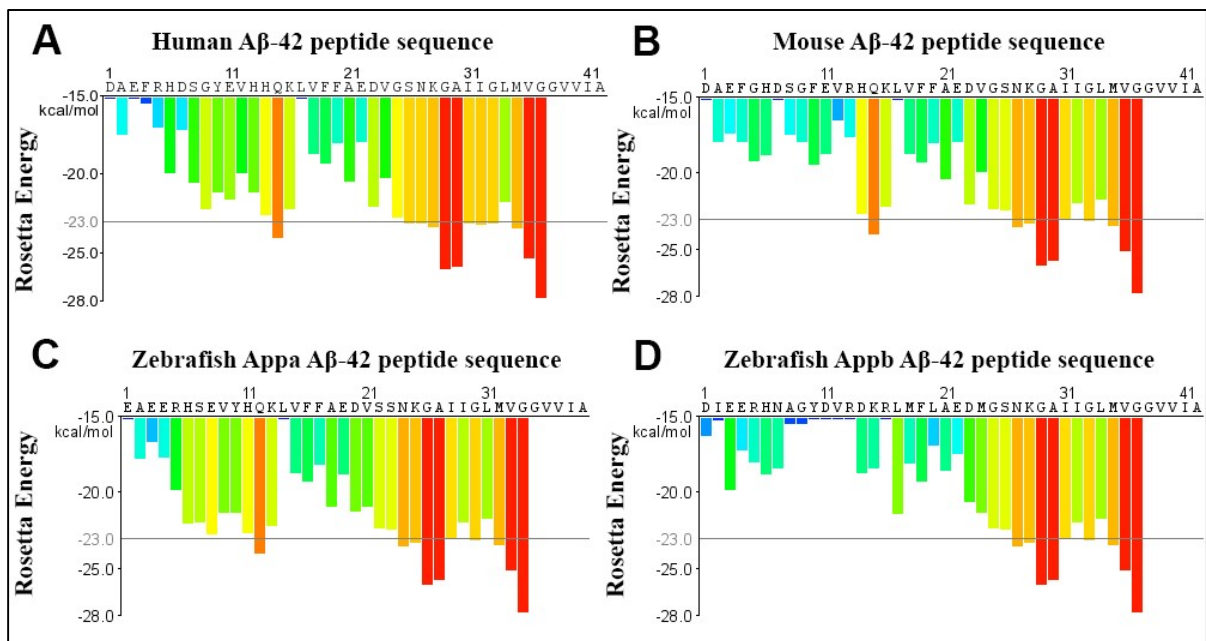 A
Human Aβ-42 peptide sequence
1 11 21 31 41
DAEFRHDSGYEVHHQKLVFFAEDVGSNKGAIIGLMVGGVVIA
-15.0
kcal/mol
-20.0
-23.0
-25.0
-28.0
Rosetta Energy
B
Mouse Aβ-42 peptide sequence
1 11 21 31 41
DAEFGHDSGFEVRHQKLVFFAEDVGSNKGAIIGLMVGGVVIA
-15.0
kcal/mol
-20.0
-23.0
-25.0
-28.0
Rosetta Energy
C
Zebrafish Appa Aβ-42 peptide sequence
1 11 21 31
EAEERHSEVYHQKLVFFAEDVSSNKGAIIGLMVGGVVIA
-15.0
kcal/mol
-20.0
-23.0
-25.0
-28.0
Rosetta Energy
D
Zebrafish Appb Aβ-42 peptide sequence
1 11 21 31 41
DIEERHNAGYDVRDKRLMFLAEDMGSNKGAIIGLMVGGVVIA
-15.0
kcal/mol
-20.0
-23.0
-25.0
-28.0
Rosetta Energy